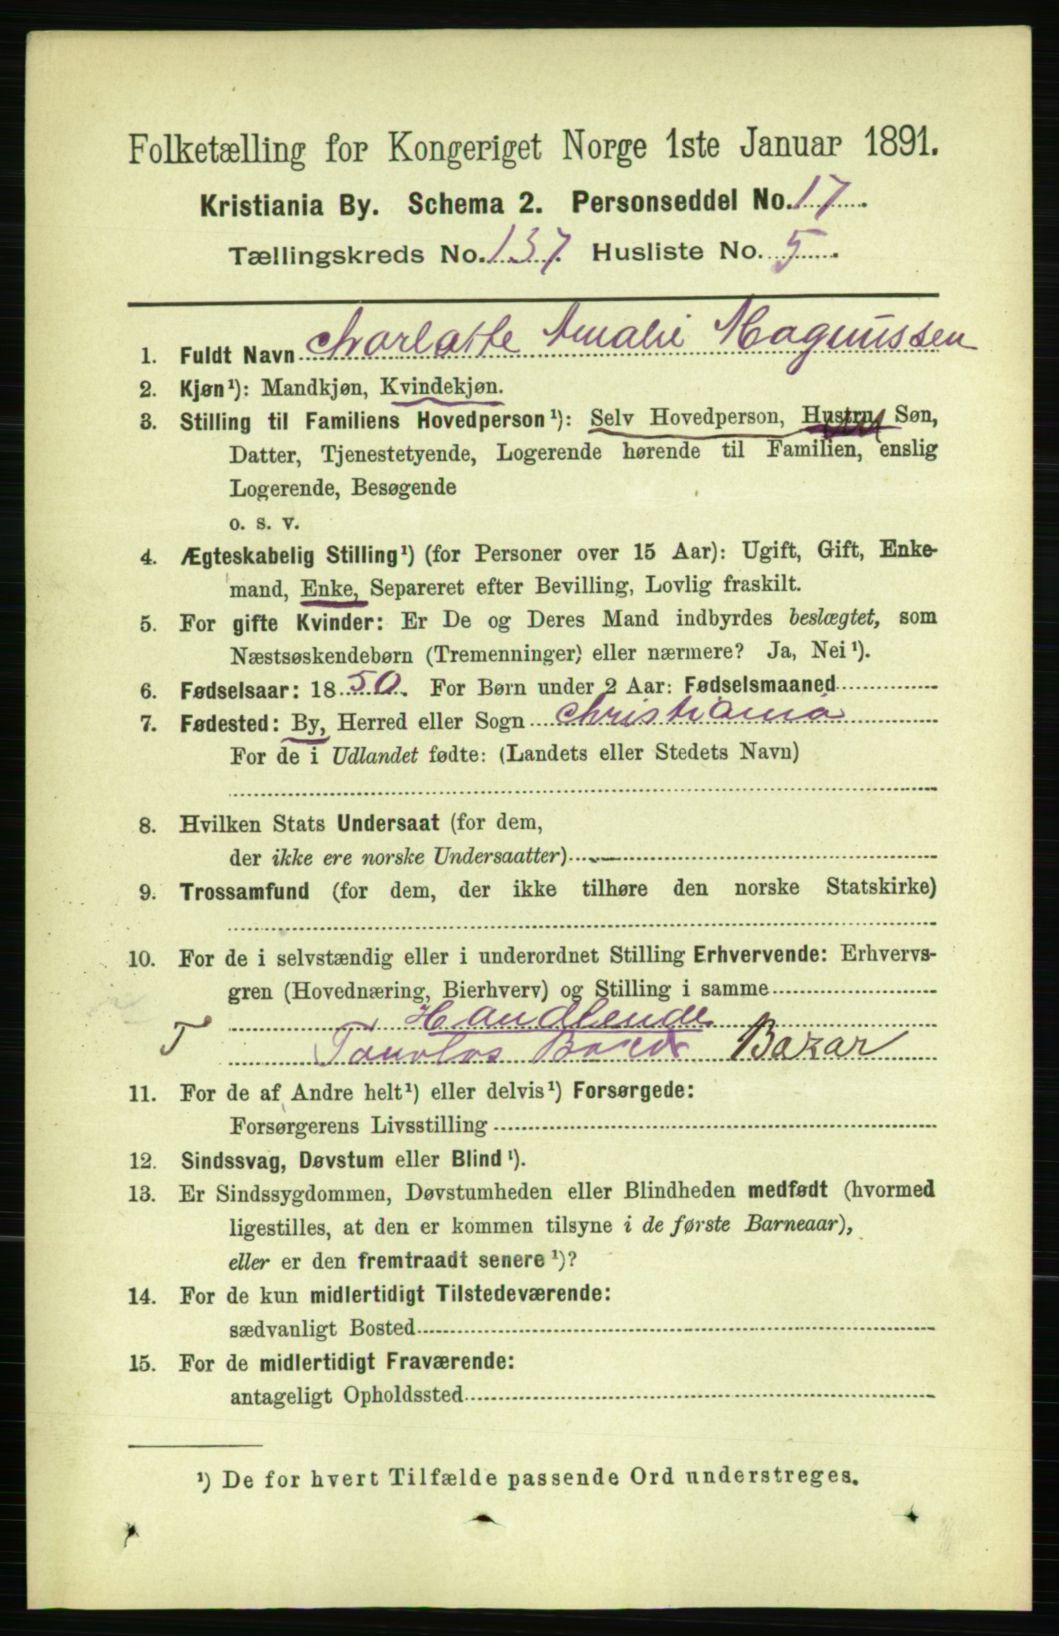 Folketælling for Kongeriget Norge 1ste Januar 1891.
Kristiania By. Schema 2. Personseddel No. 17
Tællingskreds No. 137. Husliste No. 5
1. Fuldt Navn Charlotte Amalie Magnussen
2. Kjøn¹): Mandkjøn, Kvindekjøn.
3. Stilling til Familiens Hovedperson¹): Selv Hovedperson, Hustru, Søn,
Datter, Tjenestetyende, Logerende hørende til Familien, enslig
Logerende, Besøgende
o. s. v.
4. Ægteskabelig Stilling¹) (for Personer over 15 Aar): Ugift, Gift, Enke-
mand, Enke, Separeret efter Bevilling, Lovlig fraskilt.
5. For gifte Kvinder: Er De og Deres Mand indbyrdes beslægtet, som
Næstsøskendebørn (Tremenninger) eller nærmere? Ja, Nei¹).
6. Fødselsaar: 1850. For Børn under 2 Aar: Fødselsmaaned
7. Fødested: By, Herred eller Sogn Christiania
For de i Udlandet fødte: (Landets eller Stedets Navn)
8. Hvilken Stats Undersaat (for dem,
der ikke ere norske Undersaatter)
9. Trossamfund (for dem, der ikke tilhøre den norske Statskirke)
10. For de i selvstændig eller i underordnet Stilling Erhvervende: Erhvervs-
gren (Hovednæring, Bierhverv) og Stilling i samme
Handlende
T Bazar
11. For de af Andre helt¹) eller delvis¹) Forsørgede:
Forsørgerens Livsstilling
12. Sindssvag, Døvstum eller Blind¹).
13. Er Sindssygdommen, Døvstumheden eller Blindheden medfødt (hvormed
ligestilles, at den er kommen tilsyne i de første Barneaar),
eller er den fremtraadt senere¹)?
14. For de kun midlertidigt Tilstedeværende:
sædvanligt Bosted
15. For de midlertidigt Fraværende:
antageligt Opholdssted
¹) De for hvert Tilfælde passende Ord understreges.